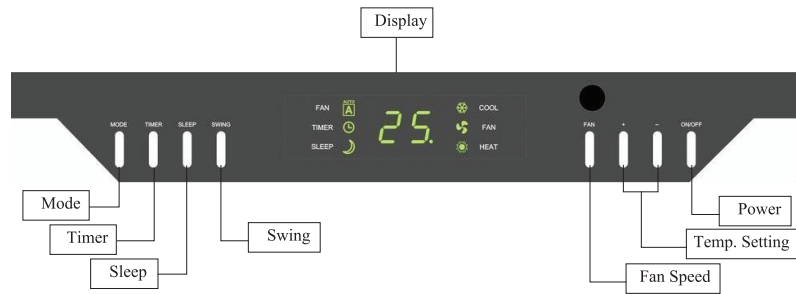 Display
FAN AUTO A COOL
MODE TIMER SLEEP SWING TIMER 25. FAN FAN + - ON/OFF
SLEEP HEAT
Mode Power
Timer Swing Temp. Setting
Sleep Fan Speed